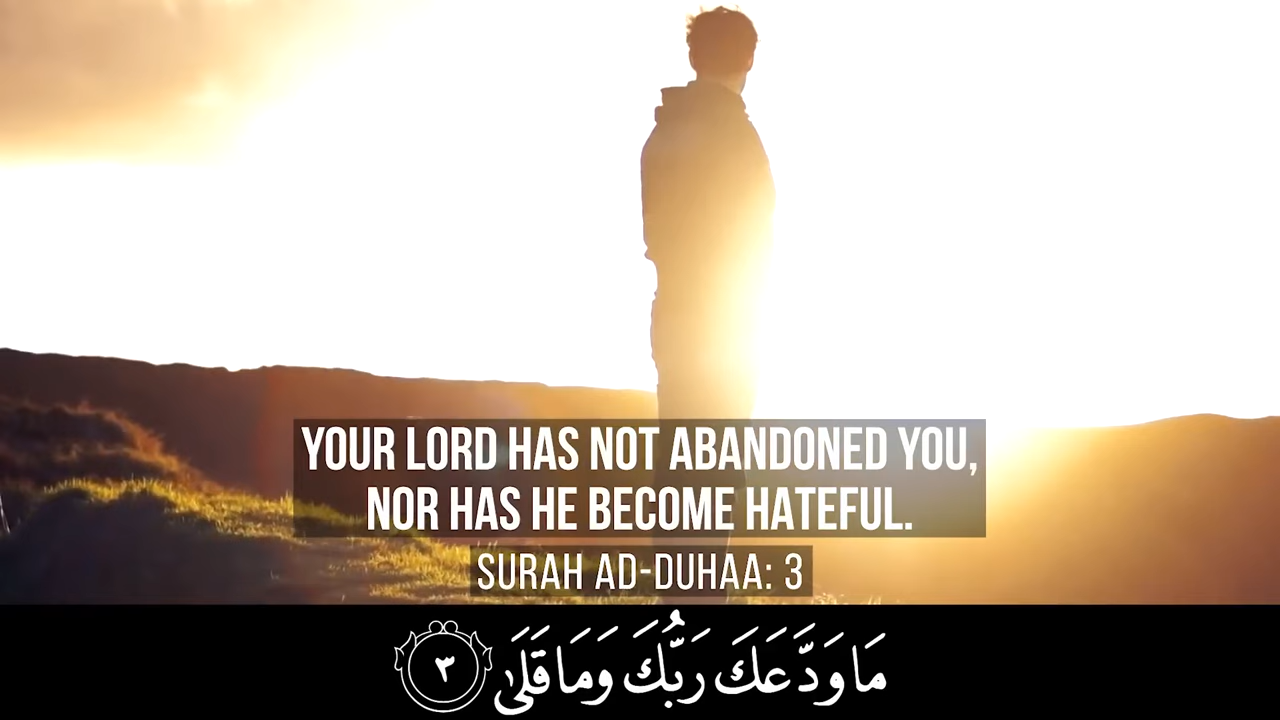 YOUR LORD HAS NOT ABANDONED YOU,
NOR HAS HE BECOME HATEFUL.
SURAH AD-DUHAA: 3
مَا وَدَّعَكَ رَبُّكَ وَمَا قَلَىٰ ٣